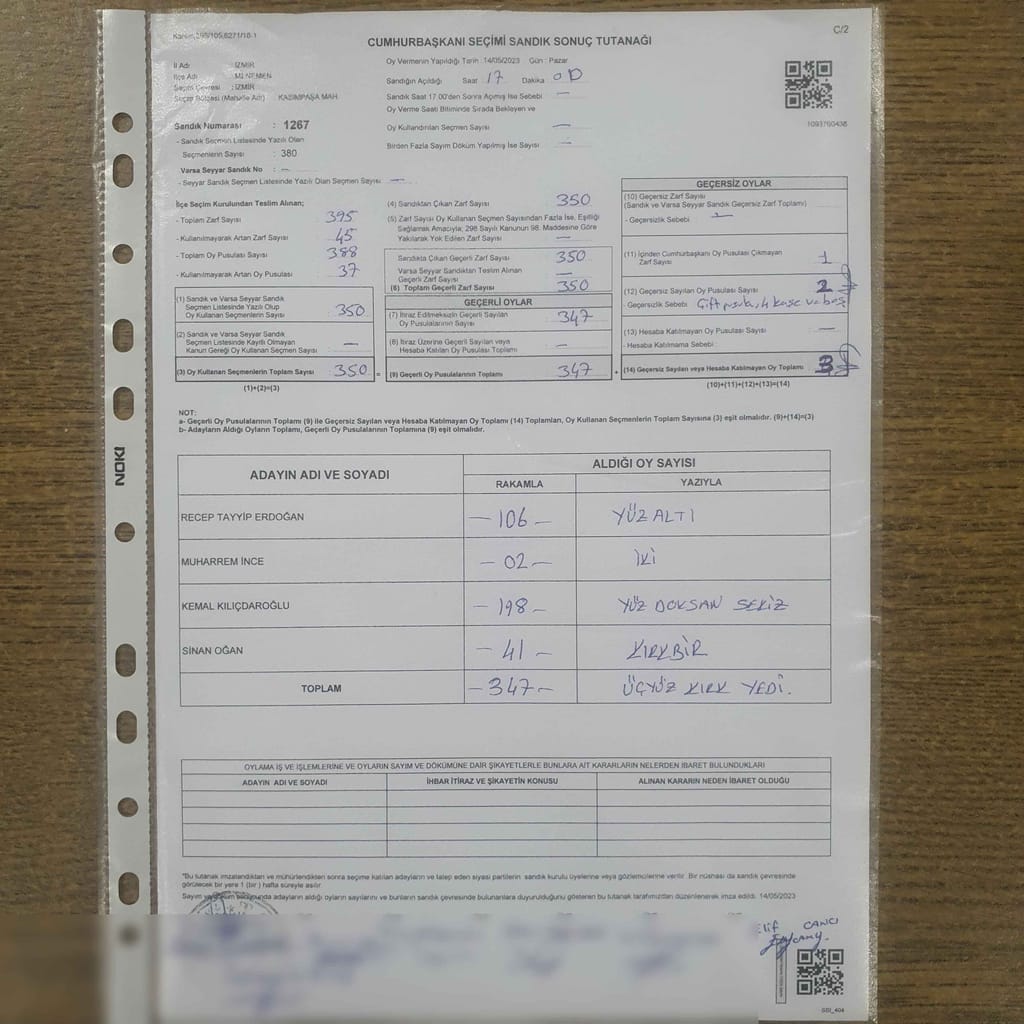 C/2
CUMHURBAŞKANI SEÇİMİ SANDIK SONUÇ TUTANAĞI
İl Adı : İZMİR
İlçe Adı : MENEMEN
Seçim Çevresi : İZMİR
Seçim Bölgesi (Mahalle Adı) KASIMPAŞA MAH.
Sandık Numarası : 1267
- Sandık Seçmen Listesinde Yazılı Olan
Seçmenlerin Sayısı : 380
Varsa Seyyar Sandık No : —
- Seyyar Sandık Seçmen Listesinde Yazılı Olan Seçmen Sayısı —
Oy Vermenin Yapıldığı Tarih : 14/05/2023 Gün : Pazar
Sandığın Açıldığı Saat 17 Dakika 00
Sandık Saat 17.00'den Sonra Açılmış İse Sebebi —
Oy Verme Saati Bitiminde Sırada Bekleyen ve
Oy Kullandırılan Seçmen Sayısı —
Birden Fazla Sayım Döküm Yapılmış İse Sayısı —
1093760438
İlçe Seçim Kurulundan Teslim Alınan;
- Toplam Zarf Sayısı 395
- Kullanılmayarak Artan Zarf Sayısı 45
- Toplam Oy Pusulası Sayısı 388
- Kullanılmayarak Artan Oy Pusulası 37
(1) Sandık ve Varsa Seyyar Sandık
Seçmen Listesinde Yazılı Olup
Oy Kullanan Seçmenlerin Sayısı 350
(2) Sandık ve Varsa Seyyar Sandık
Seçmen Listesinde Kayıtlı Olmayan
Kanun Gereği Oy Kullanan Seçmen Sayısı —
(3) Oy Kullanan Seçmenlerin Toplam Sayısı 350 =
(1)+(2)=(3)
(4) Sandıktan Çıkan Zarf Sayısı 350
(5) Zarf Sayısı Oy Kullanan Seçmen Sayısından Fazla İse, Eşitliği
Sağlamak Amacıyla; 298 Sayılı Kanunun 98. Maddesine Göre
Yakılarak Yok Edilen Zarf Sayısı —
Sandıkta Çıkan Geçerli Zarf Sayısı 350
Varsa Seyyar Sandıktan Teslim Alınan
Geçerli Zarf Sayısı —
(6) Toplam Geçerli Zarf Sayısı 350
GEÇERLİ OYLAR
(7) İtiraz Edilmeksizin Geçerli Sayılan
Oy Pusulalarının Sayısı 347
(8) İtiraz Üzerine Geçerli Sayılan veya
Hesaba Katılan Oy Pusulası Toplamı —
(9) Geçerli Oy Pusulalarının Toplamı 347 +
GEÇERSİZ OYLAR
(10) Geçersiz Zarf Sayısı
(Sandık ve Varsa Seyyar Sandık Geçersiz Zarf Toplamı)
- Geçersizlik Sebebi : —
(11) İçinden Cumhurbaşkanı Oy Pusulası Çıkmayan
Zarf Sayısı 1
(12) Geçersiz Sayılan Oy Pusulası Sayısı 2
- Geçersizlik Sebebi : Çift pusula, 4 kaşe ve boş
(13) Hesaba Katılmayan Oy Pusulası Sayısı —
- Hesaba Katılmama Sebebi :
(14) Geçersiz Sayılan veya Hesaba Katılmayan Oy Toplamı 3
(10)+(11)+(12)+(13)=(14)
NOT:
a- Geçerli Oy Pusulalarının Toplamı (9) ile Geçersiz Sayılan veya Hesaba Katılmayan Oy Toplamı (14) Toplamları, Oy Kullanan Seçmenlerin Toplam Sayısına (3) eşit olmalıdır. (9)+(14)=(3)
b- Adayların Aldığı Oyların Toplamı, Geçerli Oy Pusulalarının Toplamına (9) eşit olmalıdır.
NOKI
ADAYIN ADI VE SOYADI ALDIĞI OY SAYISI
RAKAMLA YAZIYLA
RECEP TAYYİP ERDOĞAN — 106 — YÜZ ALTI
MUHARREM İNCE — 02 — İKİ
KEMAL KILIÇDAROĞLU — 198 — YÜZ DOKSAN SEKİZ
SİNAN OĞAN — 41 — KIRKBİR
TOPLAM — 347 — ÜÇYÜZ KIRK YEDİ.
OYLAMA İŞ VE İŞLEMLERİNE VE OYLARIN SAYIM VE DÖKÜMÜNE DAİR ŞİKAYETLERLE BUNLARA AİT KARARLARIN NELERDEN İBARET BULUNDUKLARI
ADAYIN ADI VE SOYADI İHBAR İTİRAZ VE ŞİKAYETİN KONUSU ALINAN KARARIN NEDEN İBARET OLDUĞU
"Bu tutanak imzalandıktan ve mühürlendikten sonra seçime katılan adayların ve talep eden siyasi partilerin sandık kurulu üyelerine veya gözlemcilerine verilir. Bir nüshası da sandık çevresinde
görülecek bir yere 1 (bir) hafta süreyle asılır.
Sayım ve döküm sonucunda adayların aldığı oyların sayılarını ve bunların sandık çevresinde bulunanlara duyurulduğunu gösteren bu tutanak tarafımızdan düzenlenerek imza edildi. 14/05/2023
Elif CANCI
SBI_404